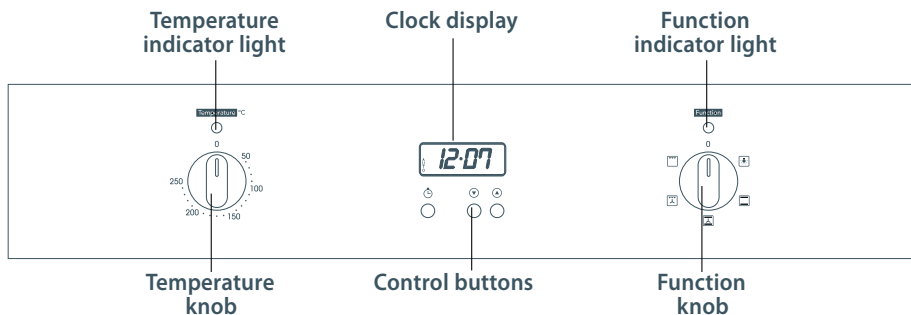 Temperature
indicator light
Clock display
Function
indicator light
Temperature °C
0
50
100
150
200
250
12:07
Function
0
Temperature
knob
Control buttons
Function
knob